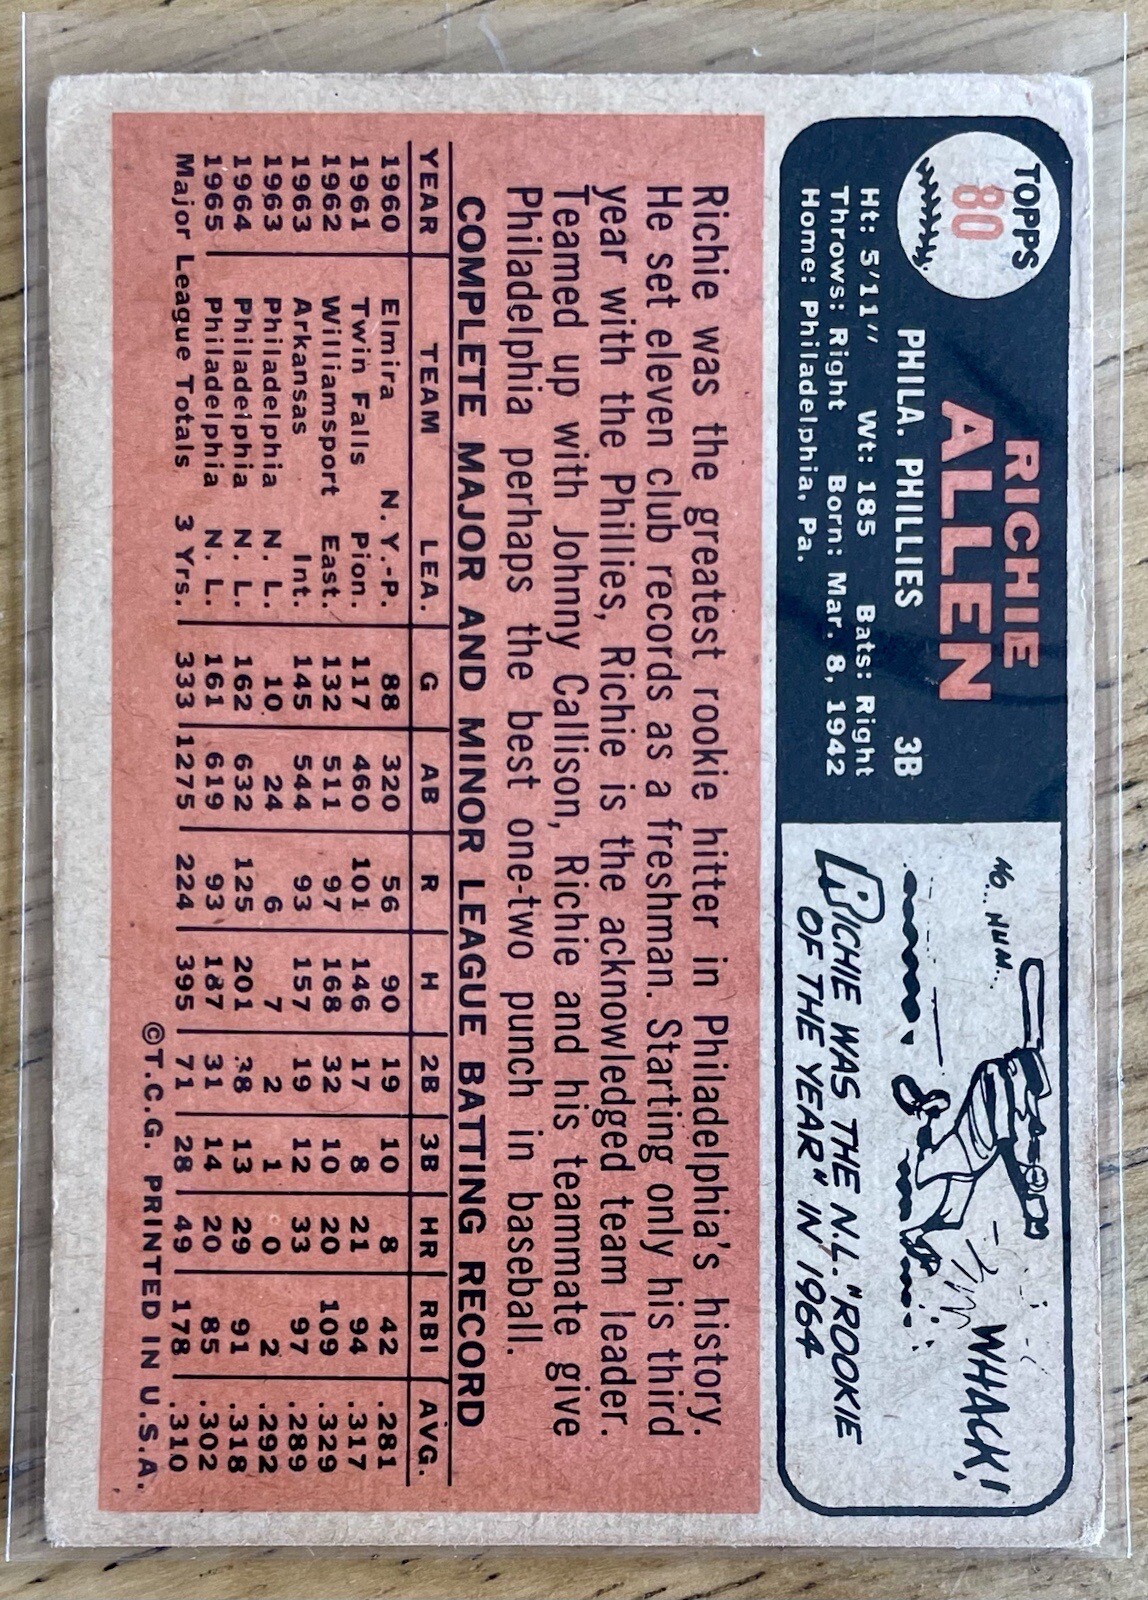 TOPPS
80
RICHIE
ALLEN
PHILA. PHILLIES 3B
Ht: 5'11" Wt: 185 Bats: Right
Throws: Right Born: Mar. 8, 1942
Home: Philadelphia, Pa.
NO.. HUM...
WHACK!
RICHIE WAS THE N.L. "ROOKIE
OF THE YEAR" IN 1964
Richie was the greatest rookie hitter in Philadelphia's history.
He set eleven club records as a freshman. Starting only his third
year with the Phillies, Richie is the acknowledged team leader.
Teamed up with Johnny Callison, Richie and his teammate give
Philadelphia perhaps the best one-two punch in baseball.
COMPLETE MAJOR AND MINOR LEAGUE BATTING RECORD
YEAR TEAM LEA. G AB R H 2B 3B HR RBI AVG.
1960 Elmira N.Y.-P. 88 320 56 90 19 10 8 42 .281
1961 Twin Falls Pion. 117 460 101 146 17 8 21 94 .317
1962 Williamsport East. 132 511 97 168 32 10 20 109 .329
1963 Arkansas Int. 145 544 93 157 19 12 33 97 .289
1963 Philadelphia N. L. 10 24 6 7 2 1 0 2 .292
1964 Philadelphia N. L. 162 632 125 201 38 13 29 91 .318
1965 Philadelphia N. L. 161 619 93 187 31 14 20 85 .302
Major League Totals 3 Yrs. 333 1275 224 395 71 28 49 178 .310
©T.C.G. PRINTED IN U.S.A.